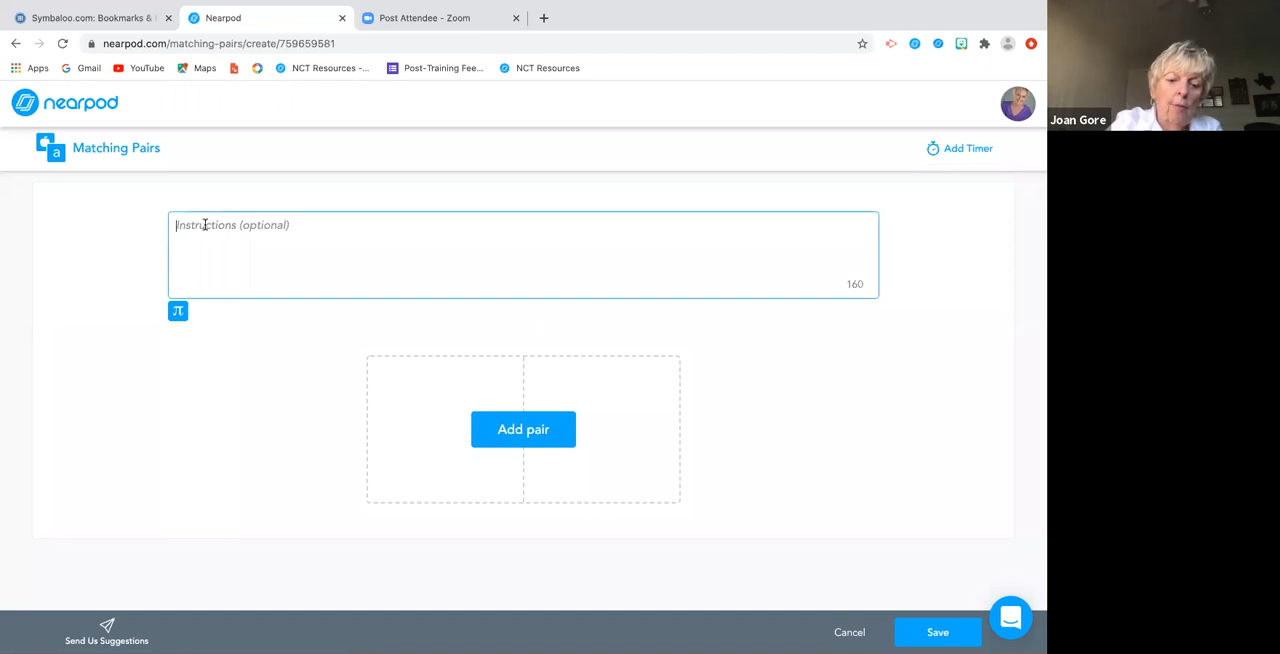 Symbaloo.com: Bookmarks &
Nearpod
Post Attendee - Zoom
nearpod.com/matching-pairs/create/759659581
Apps
Gmail
YouTube
Maps
NCT Resources -...
Post-Training Fee...
NCT Resources
nearpod
Joan Gore
a
Matching Pairs
Add Timer
Instructions (optional)
160
π
Add pair
Send Us Suggestions
Cancel
Save